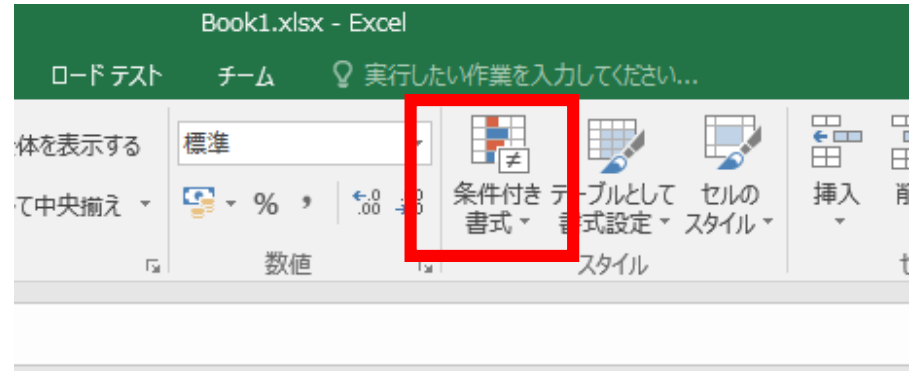 Book1.xlsx - Excel
ロード テスト チーム 実行したい作業を入力してください...
体を表示する 標準 条件付き書式 テーブルとして書式設定 セルのスタイル 挿入
て中央揃え % , .00
数値 スタイル